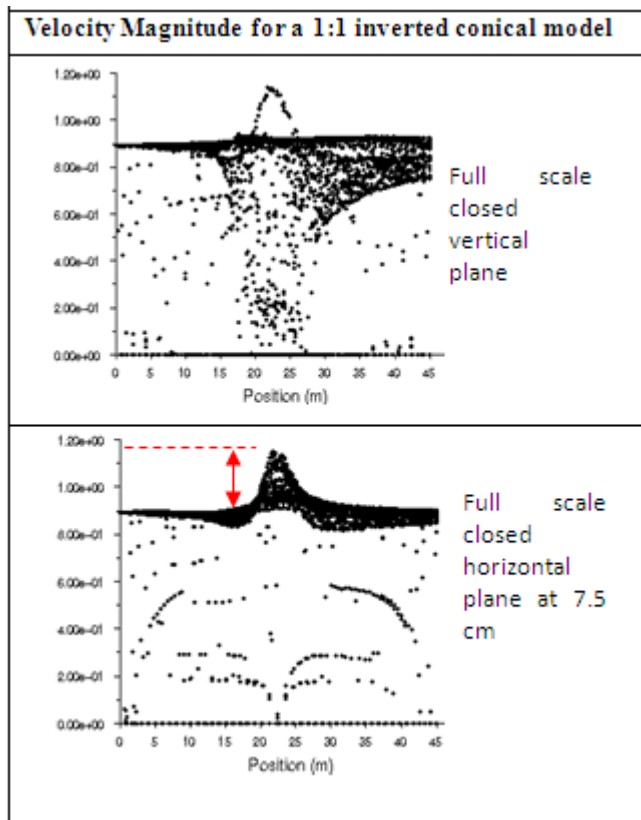 Velocity Magnitude for a 1:1 inverted conical model
1.20e+00
1.00e+00
8.00e-01
6.00e-01
4.00e-01
2.00e-01
0.00e+00
0 5 10 15 20 25 30 35 40 45
Position (m)
Full scale
closed
vertical
plane
1.20e+00
1.00e+00
8.00e-01
6.00e-01
4.00e-01
2.00e-01
0.00e+00
0 5 10 15 20 25 30 35 40 45
Position (m)
Full scale
closed
horizontal
plane at 7.5
cm